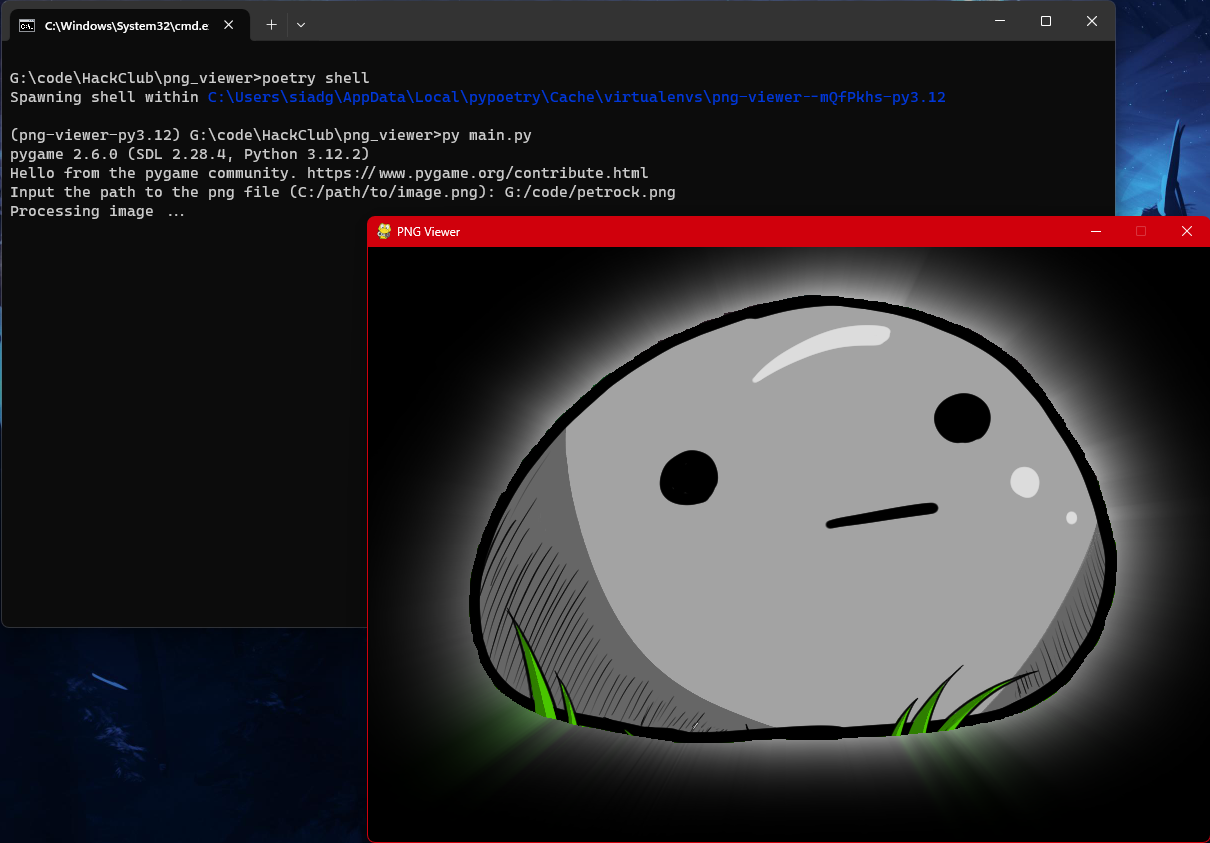 C:\Windows\System32\cmd.e
G:\code\HackClub\png_viewer>poetry shell
Spawning shell within C:\Users\siadg\AppData\Local\pypoetry\Cache\virtualenvs\png-viewer--mQfPkhs-py3.12
(png-viewer-py3.12) G:\code\HackClub\png_viewer>py main.py
pygame 2.6.0 (SDL 2.28.4, Python 3.12.2)
Hello from the pygame community. https://www.pygame.org/contribute.html
Input the path to the png file (C:/path/to/image.png): G:/code/petrock.png
Processing image ...
PNG Viewer